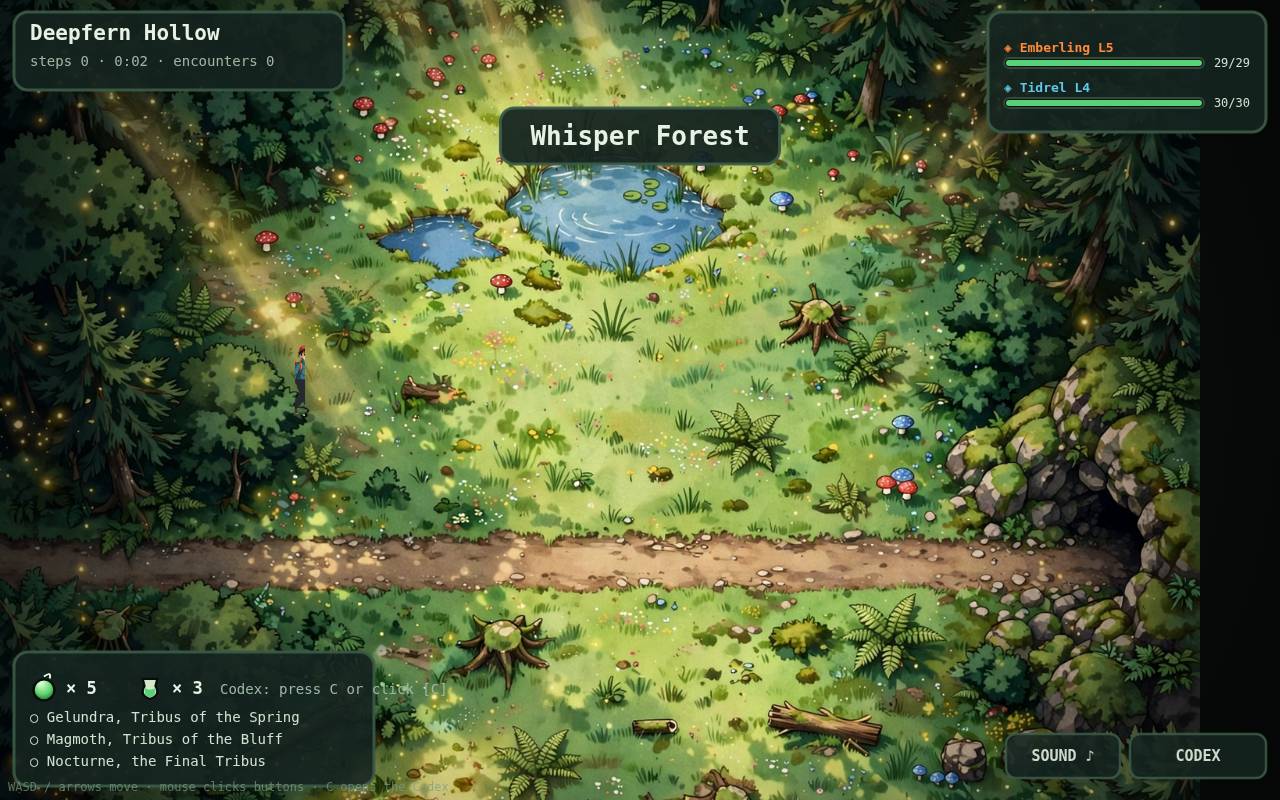 Deepfern Hollow
steps 0 · 0:02 · encounters 0
◈ Emberling L5
29/29
◈ Tidrel L4
30/30
Whisper Forest
× 5 × 3 Codex: press C or click [C]
○ Gelundra, Tribus of the Spring
○ Magmoth, Tribus of the Bluff
○ Nocturne, the Final Tribus
WASD / arrows move · mouse clicks buttons · C opens the Codex
SOUND ♪
CODEX